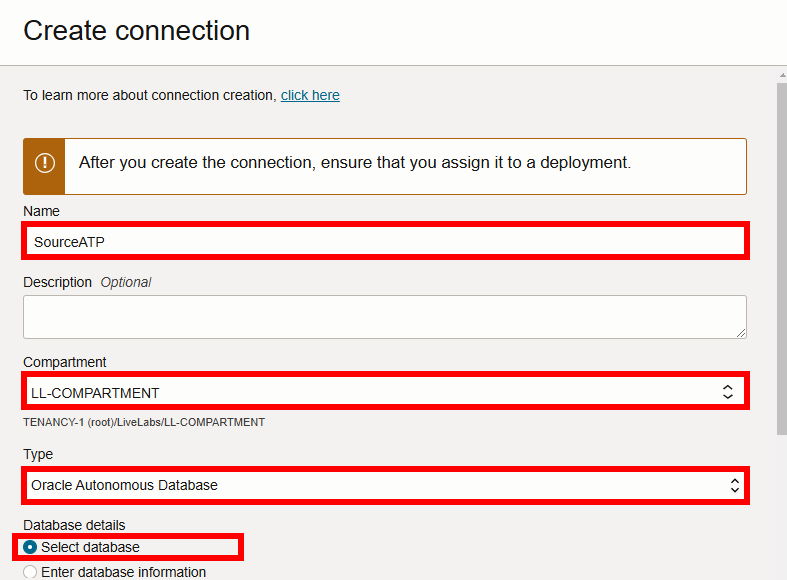 Create connection
To learn more about connection creation, click here
After you create the connection, ensure that you assign it to a deployment.
Name
SourceATP
Description Optional
Compartment
LL-COMPARTMENT
TENANCY-1 (root)/LiveLabs/LL-COMPARTMENT
Type
Oracle Autonomous Database
Database details
Select database
Enter database information